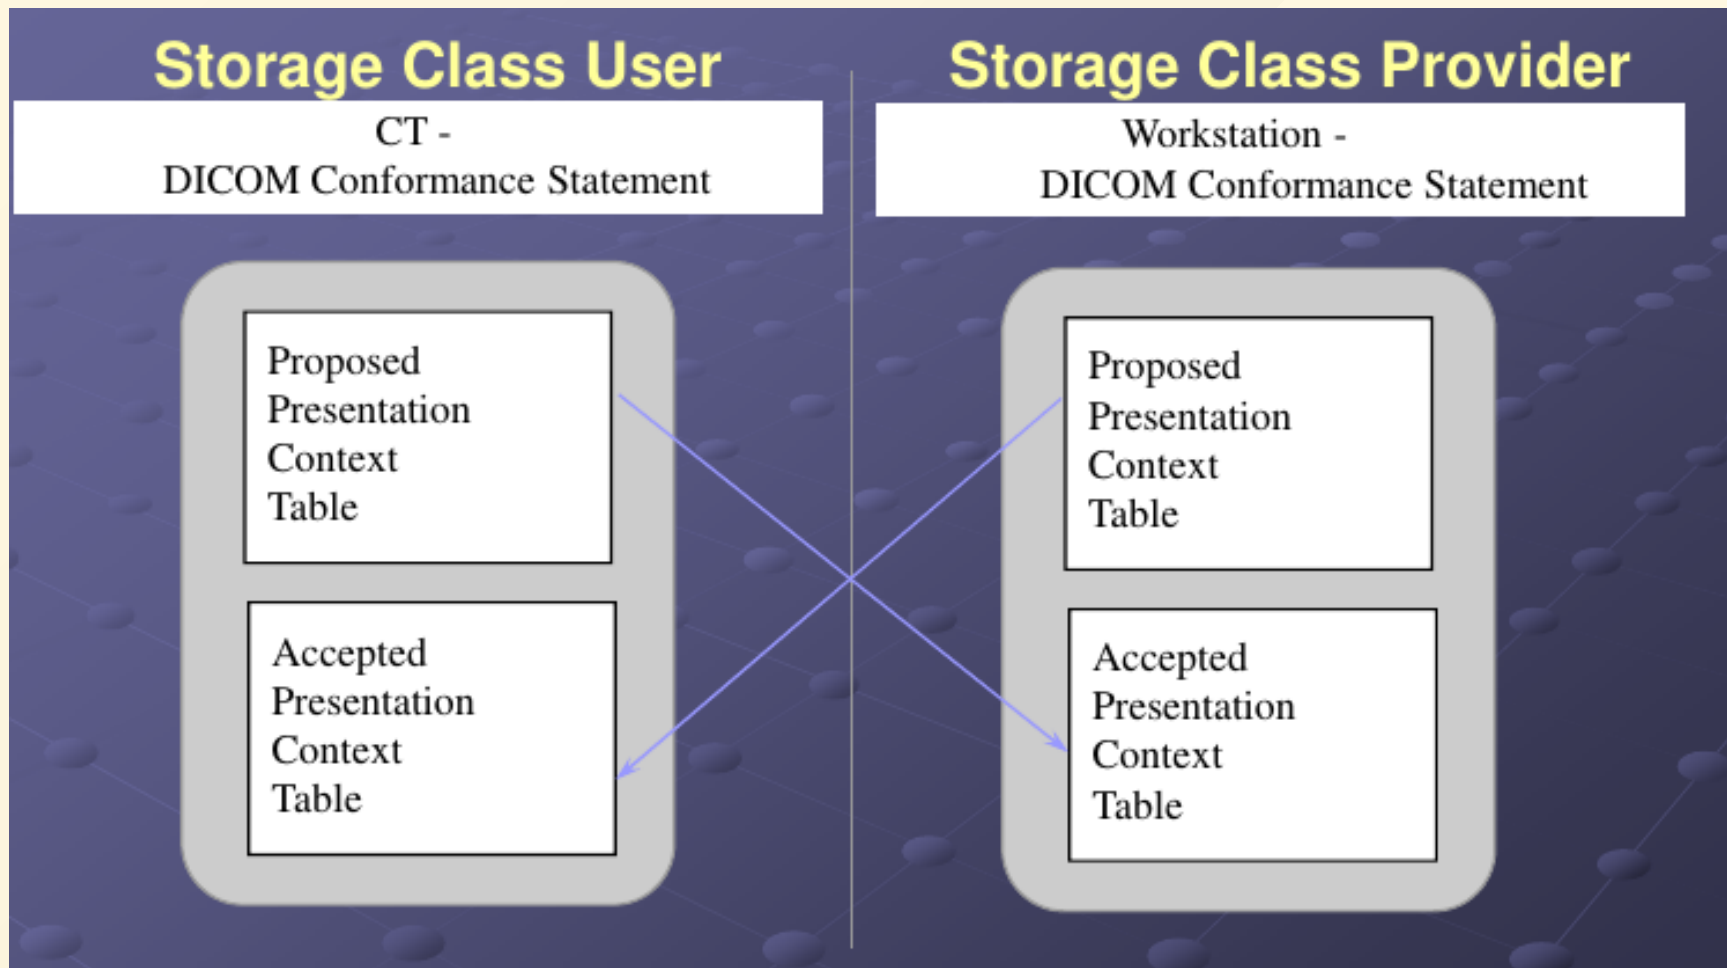 Storage Class User
CT -
DICOM Conformance Statement
Proposed
Presentation
Context
Table
Accepted
Presentation
Context
Table
Storage Class Provider
Workstation -
DICOM Conformance Statement
Proposed
Presentation
Context
Table
Accepted
Presentation
Context
Table